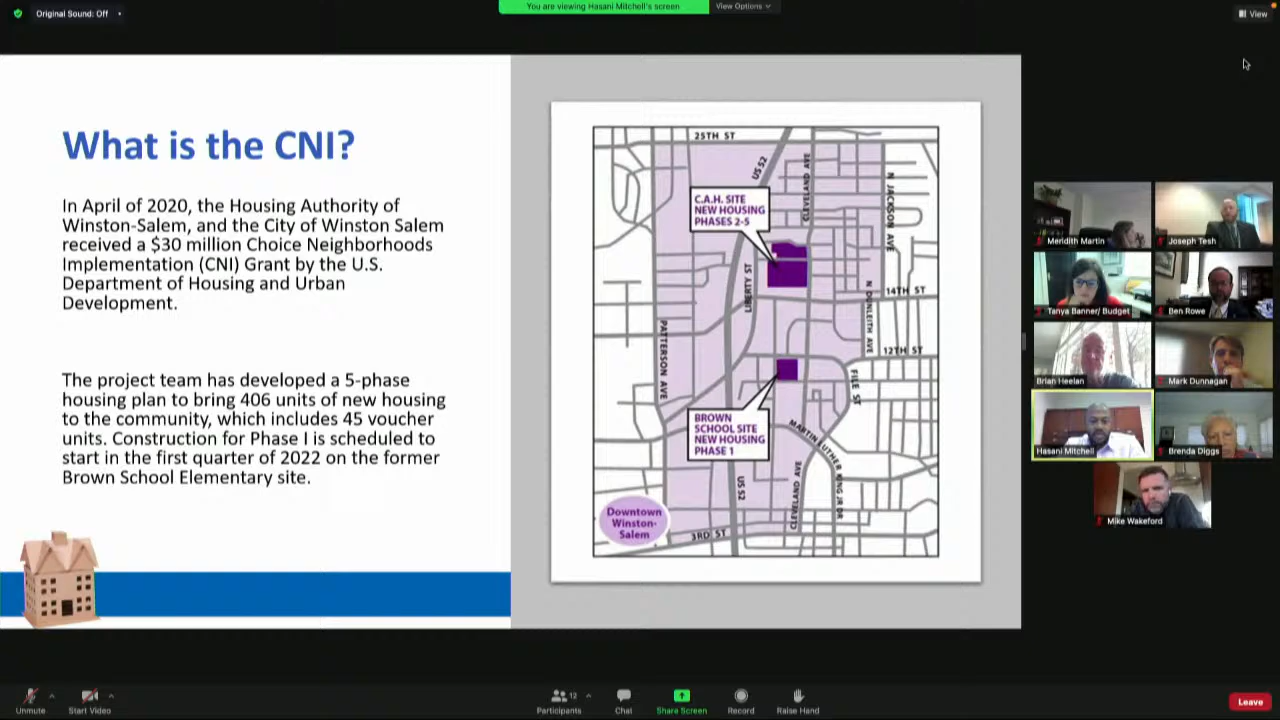 Original Sound: Off
You are viewing Hasani Mitchell's screen
View Options
View
What is the CNI?
In April of 2020, the Housing Authority of
Winston-Salem, and the City of Winston Salem
received a $30 million Choice Neighborhoods
Implementation (CNI) Grant by the U.S.
Department of Housing and Urban
Development.
The project team has developed a 5-phase
housing plan to bring 406 units of new housing
to the community, which includes 45 voucher
units. Construction for Phase I is scheduled to
start in the first quarter of 2022 on the former
Brown School Elementary site.
25TH ST
US 52
CLEVELAND AVE
N JACKSON AVE
C.A.H. SITE
NEW HOUSING
PHASES 2-5
LIBERTY ST
14TH ST
N DUNLEITH AVE
PATTERSON AVE
12TH ST
FILE ST
BROWN
SCHOOL SITE
NEW HOUSING
PHASE 1
MARTIN LUTHER KING JR DR
CLEVELAND AVE
US 52
Downtown
Winston-
Salem
3RD ST
Meridith Martin
Joseph Tesh
Tanya Banner/ Budget
Ben Rowe
Brian Heelan
Mark Dunnagan
Hasani Mitchell
Brenda Diggs
Mike Wakeford
Unmute
Start Video
12
Participants
Chat
Share Screen
Record
Raise Hand
Leave